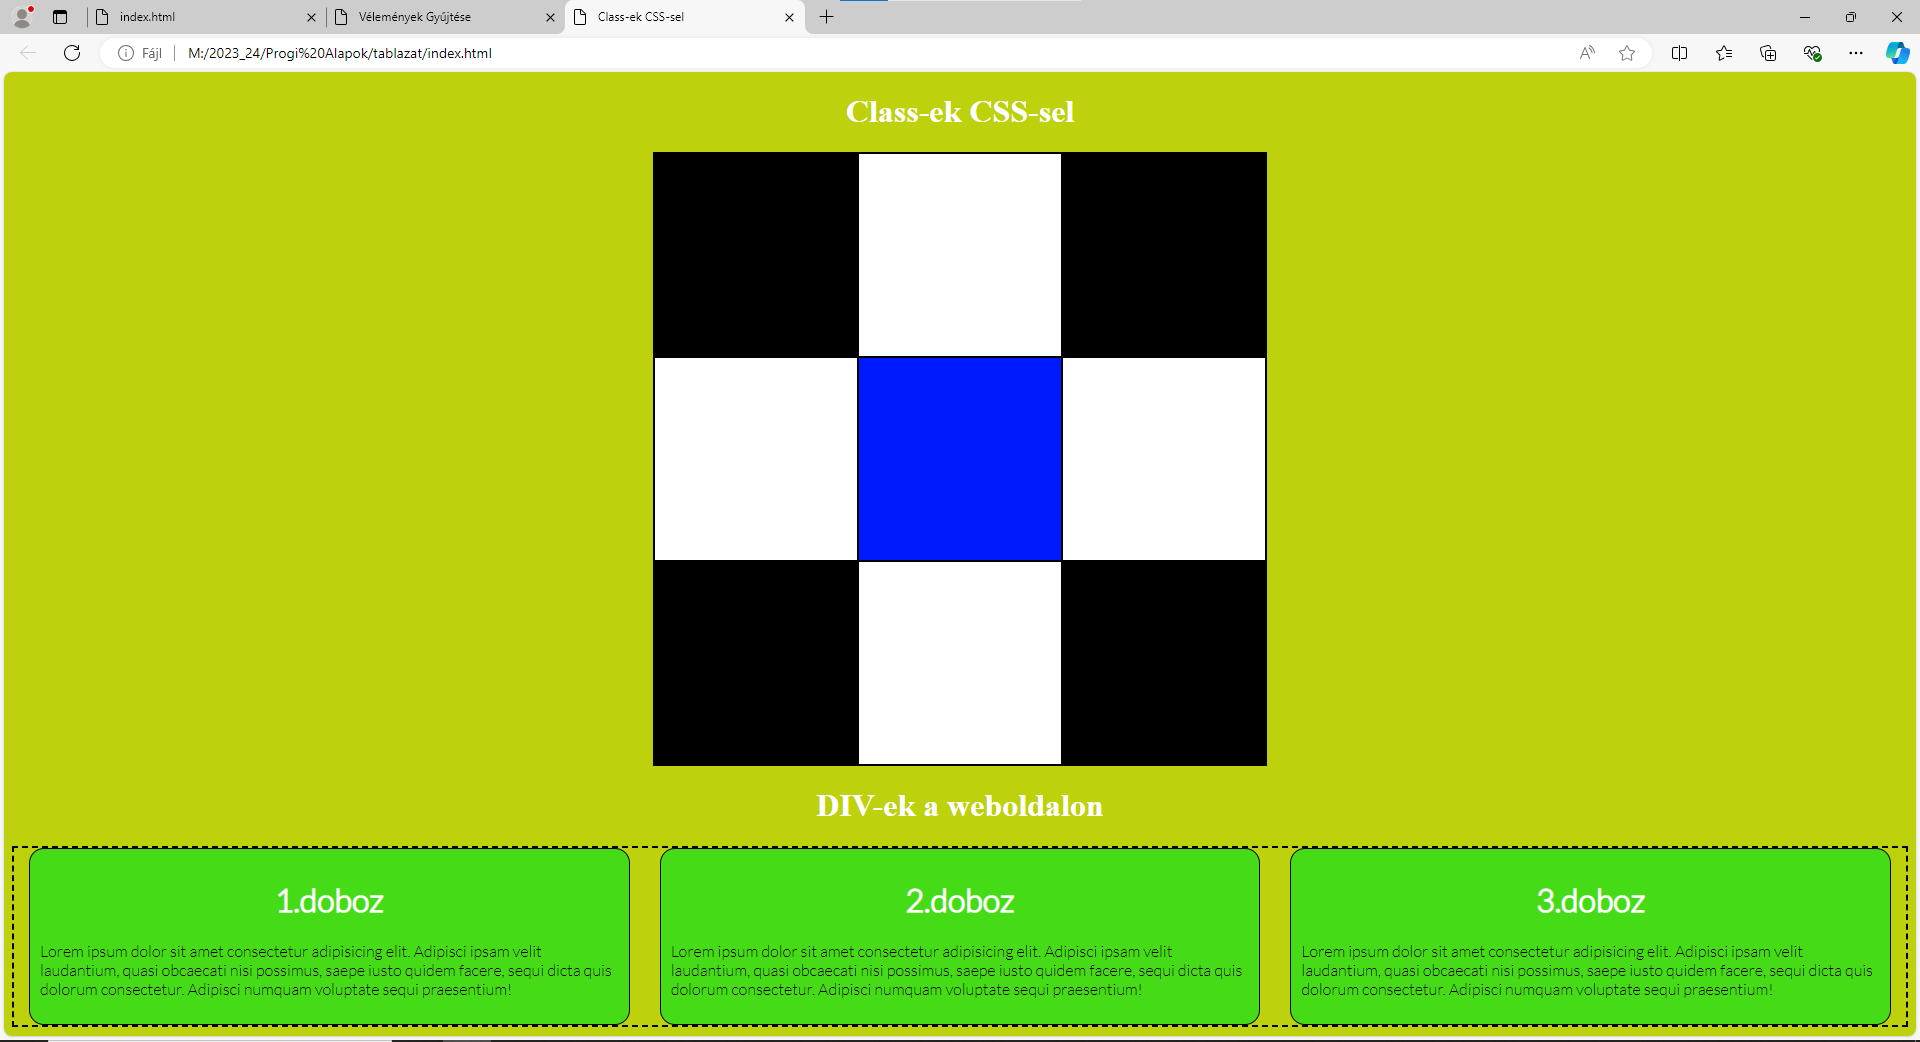 index.html
Vélemények Gyűjtése
Class-ek CSS-sel
Fájl
M:/2023_24/Progi%20Alapok/tablazat/index.html
Class-ek CSS-sel
DIV-ek a weboldalon
1.doboz
Lorem ipsum dolor sit amet consectetur adipisicing elit. Adipisci ipsam velit
laudantium, quasi obcaecati nisi possimus, saepe iusto quidem facere, sequi dicta quis
dolorum consectetur. Adipisci numquam voluptate sequi praesentium!
2.doboz
Lorem ipsum dolor sit amet consectetur adipisicing elit. Adipisci ipsam velit
laudantium, quasi obcaecati nisi possimus, saepe iusto quidem facere, sequi dicta quis
dolorum consectetur. Adipisci numquam voluptate sequi praesentium!
3.doboz
Lorem ipsum dolor sit amet consectetur adipisicing elit. Adipisci ipsam velit
laudantium, quasi obcaecati nisi possimus, saepe iusto quidem facere, sequi dicta quis
dolorum consectetur. Adipisci numquam voluptate sequi praesentium!